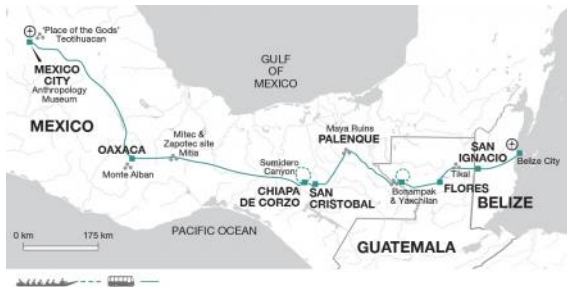 'Place of the Gods'
Teotihuacan
MEXICO
CITY
Anthropology
Museum
MEXICO
GULF
OF
MEXICO
OAXACA
Monte Alban
Mitec &
Zapotec site
Mitla
Sumidero
Canyon
CHIAPA
DE CORZO
SAN
CRISTOBAL
Maya Ruins
PALENQUE
Bonampak
& Yaxchilan
FLORES
Tikal
SAN
IGNACIO
Belize City
BELIZE
GUATEMALA
PACIFIC OCEAN
0 km
175 km